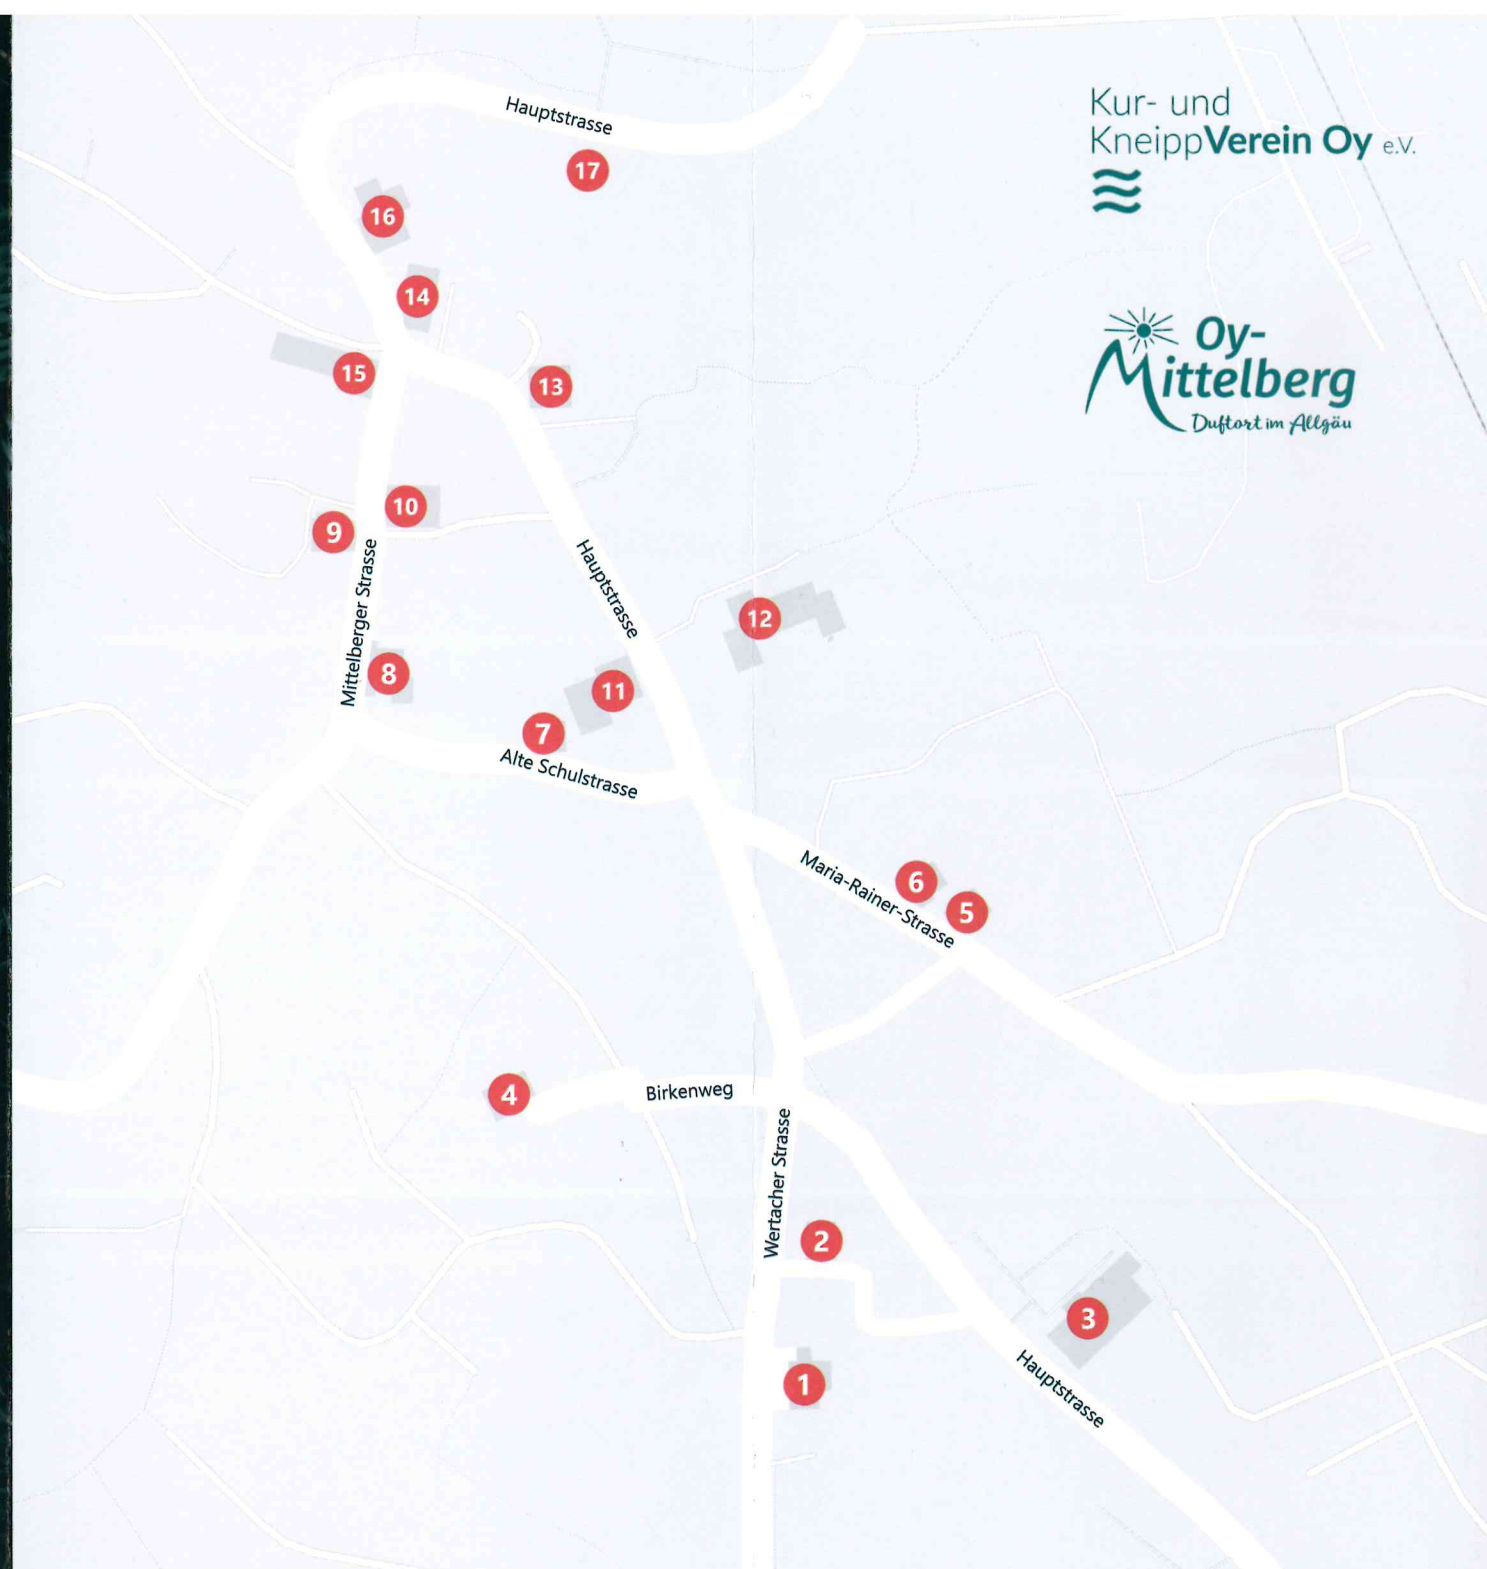 Hauptstrasse
Kur- und
KneippVerein Oy e.V.
17
16
14
Oy-
Mittelberg
Duftort im Allgäu
15
13
10
9
Hauptstrasse
Mittelberger Strasse
12
8
11
7
Alte Schulstrasse
Maria-Rainer-Strasse
6
5
4
Birkenweg
Wertacher Strasse
2
3
1
Hauptstrasse